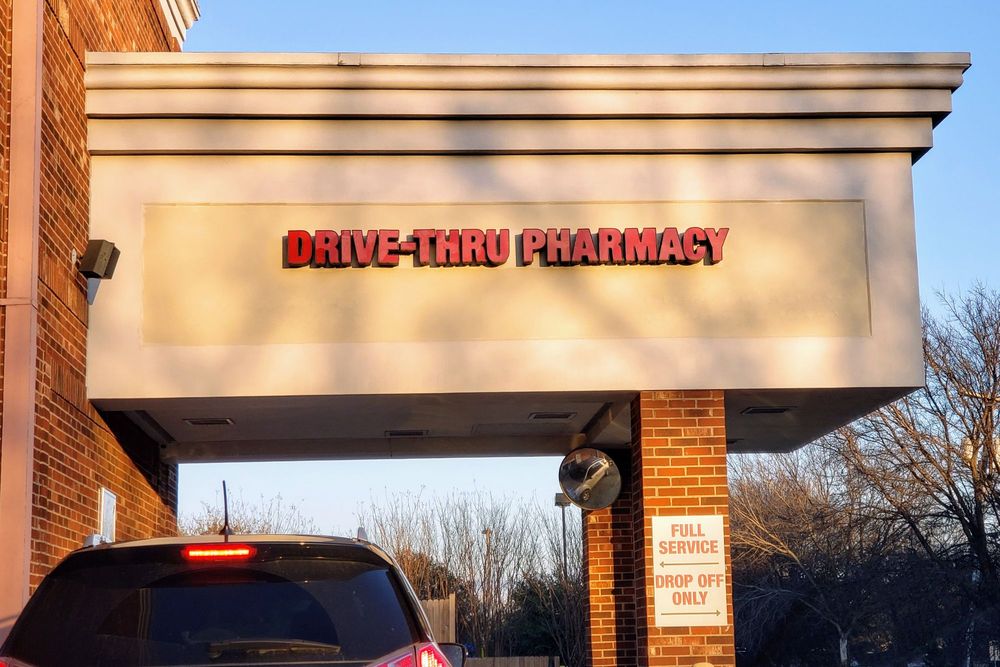 DRIVE-THRU PHARMACY
FULL
SERVICE
DROP OFF
ONLY